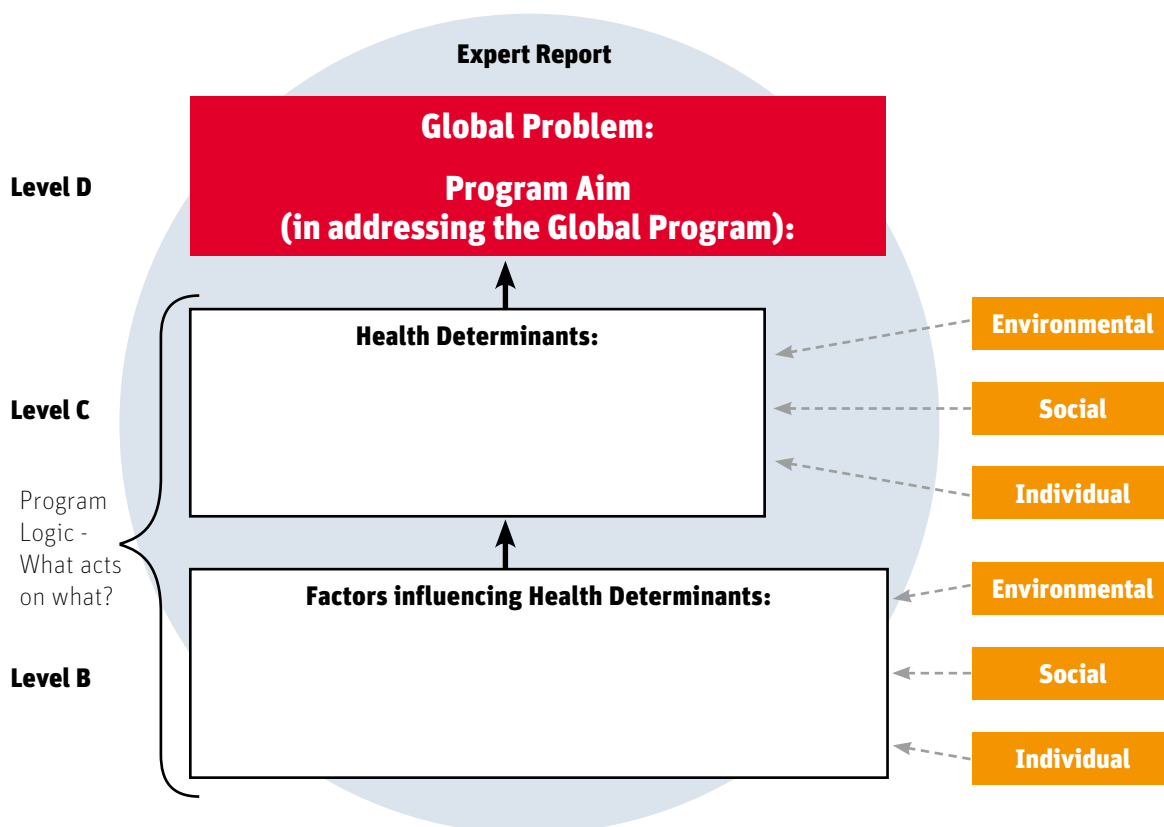 Expert Report
Global Problem:
Level D
Program Aim
(in addressing the Global Program):
Health Determinants:
Environmental
Level C
Social
Individual
Program
Logic -
What acts
on what?
Factors influencing Health Determinants:
Environmental
Level B
Social
Individual